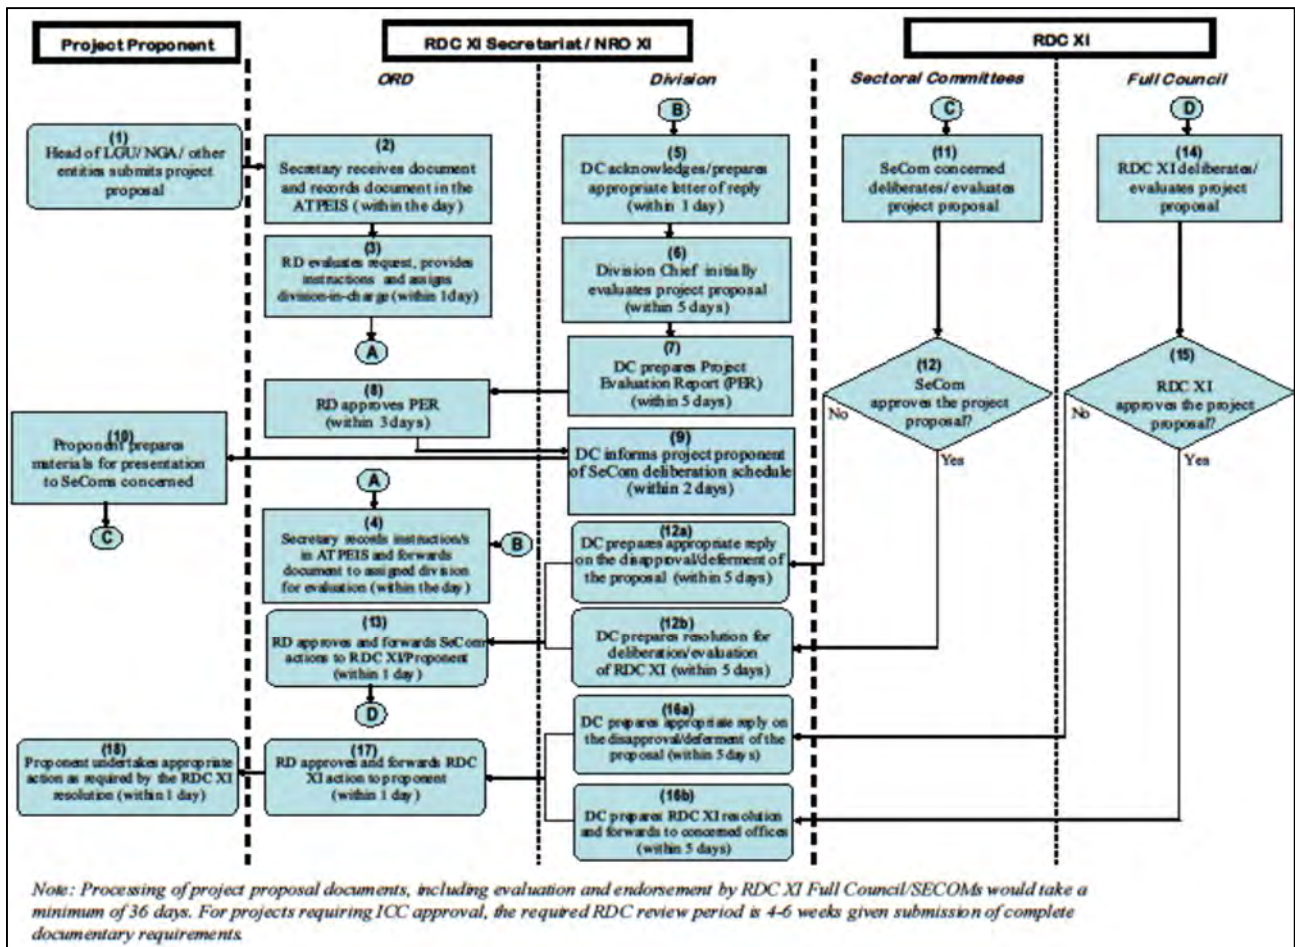 Project Proponent
RDC XI Secretariat / NRO XI
RDC XI
ORD
Division
Sectoral Committees
Full Council
B
C
D
(1)
Head of LGU/ NGA/ other
entities submits project
proposal
(2)
Secretary receives document
and records document in the
ATPEIS (within the day)
(5)
DC acknowledges/prepares
appropriate letter of reply
(within 1 day)
(11)
SeCom concerned
deliberates/ evaluates
project proposal
(14)
RDC XI deliberates/
evaluates project
proposal
(3)
RD evaluates request, provides
instructions and assigns
division-in-charge (within 1day)
(6)
Division Chief initially
evaluates project proposal
(within 5 days)
A
(7)
DC prepares Project
Evaluation Report (PER)
(within 5 days)
(12)
SeCom
approves the project
proposal?
No
Yes
(15)
RDC XI
approves the project
proposal?
No
Yes
(8)
RD approves PER
(within 3 days)
(9)
DC informs project proponent
of SeCom deliberation schedule
(within 2 days)
(10)
Proponent prepares
materials for presentation
to SeComs concerned
C
A
(4)
Secretary records instruction/s
in ATPEIS and forwards
document to assigned division
for evaluation (within the day)
B
(12a)
DC prepares appropriate reply
on the disapproval/deferment of
the proposal (within 5 days)
(12b)
DC prepares resolution for
deliberation/evaluation
of RDC XI (within 5 days)
(13)
RD approves and forwards SeCom
actions to RDC XI/Proponent
(within 1 day)
D
(16a)
DC prepares appropriate reply on
the disapproval/deferment of the
proposal (within 5 days)
(16b)
DC prepares RDC XI resolution
and forwards to concerned offices
(within 5 days)
(17)
RD approves and forwards RDC
XI action to proponent
(within 1 day)
(18)
Proponent undertakes appropriate
action as required by the RDC XI
resolution (within 1 day)
Note: Processing of project proposal documents, including evaluation and endorsement by RDC XI Full Council/SECOMs would take a
minimum of 36 days. For projects requiring ICC approval, the required RDC review period is 4-6 weeks given submission of complete
documentary requirements.